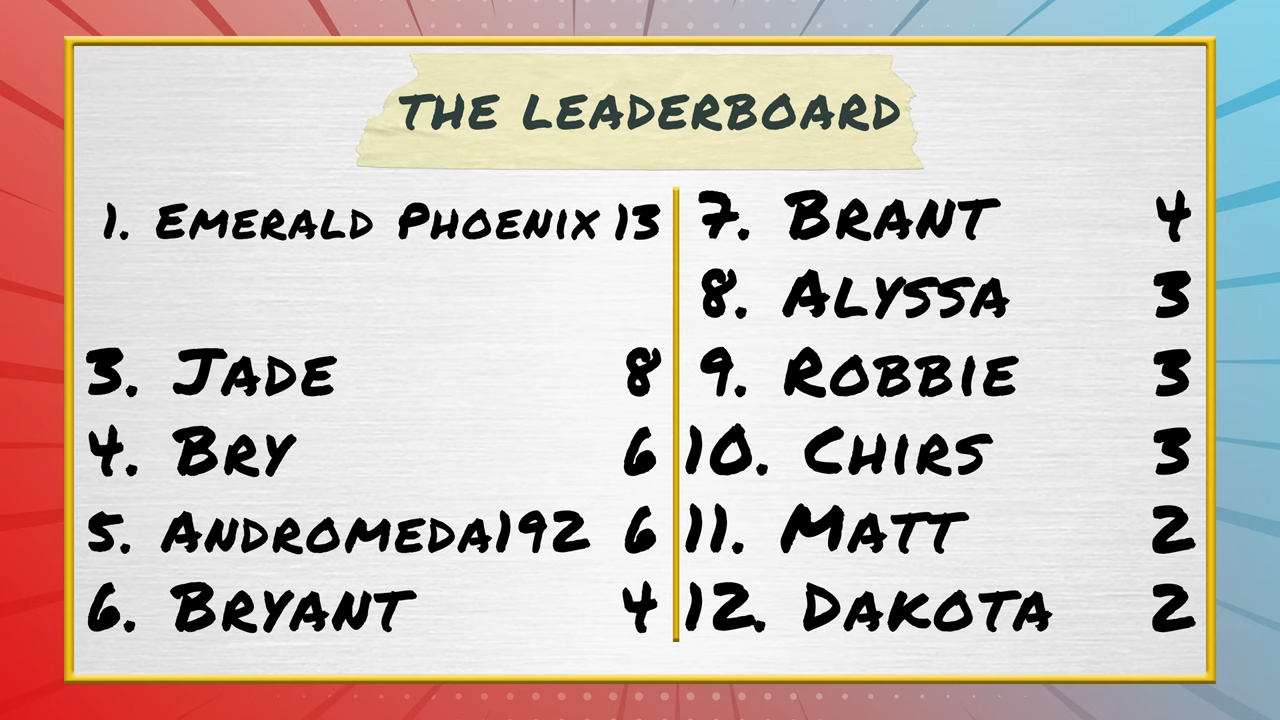 THE LEADERBOARD
1. EMERALD PHOENIX 13
3. JADE 8
4. BRY 6
5. ANDROMEDA192 6
6. BRYANT 4
7. BRANT 4
8. ALYSSA 3
9. ROBBIE 3
10. CHIRS 3
11. MATT 2
12. DAKOTA 2